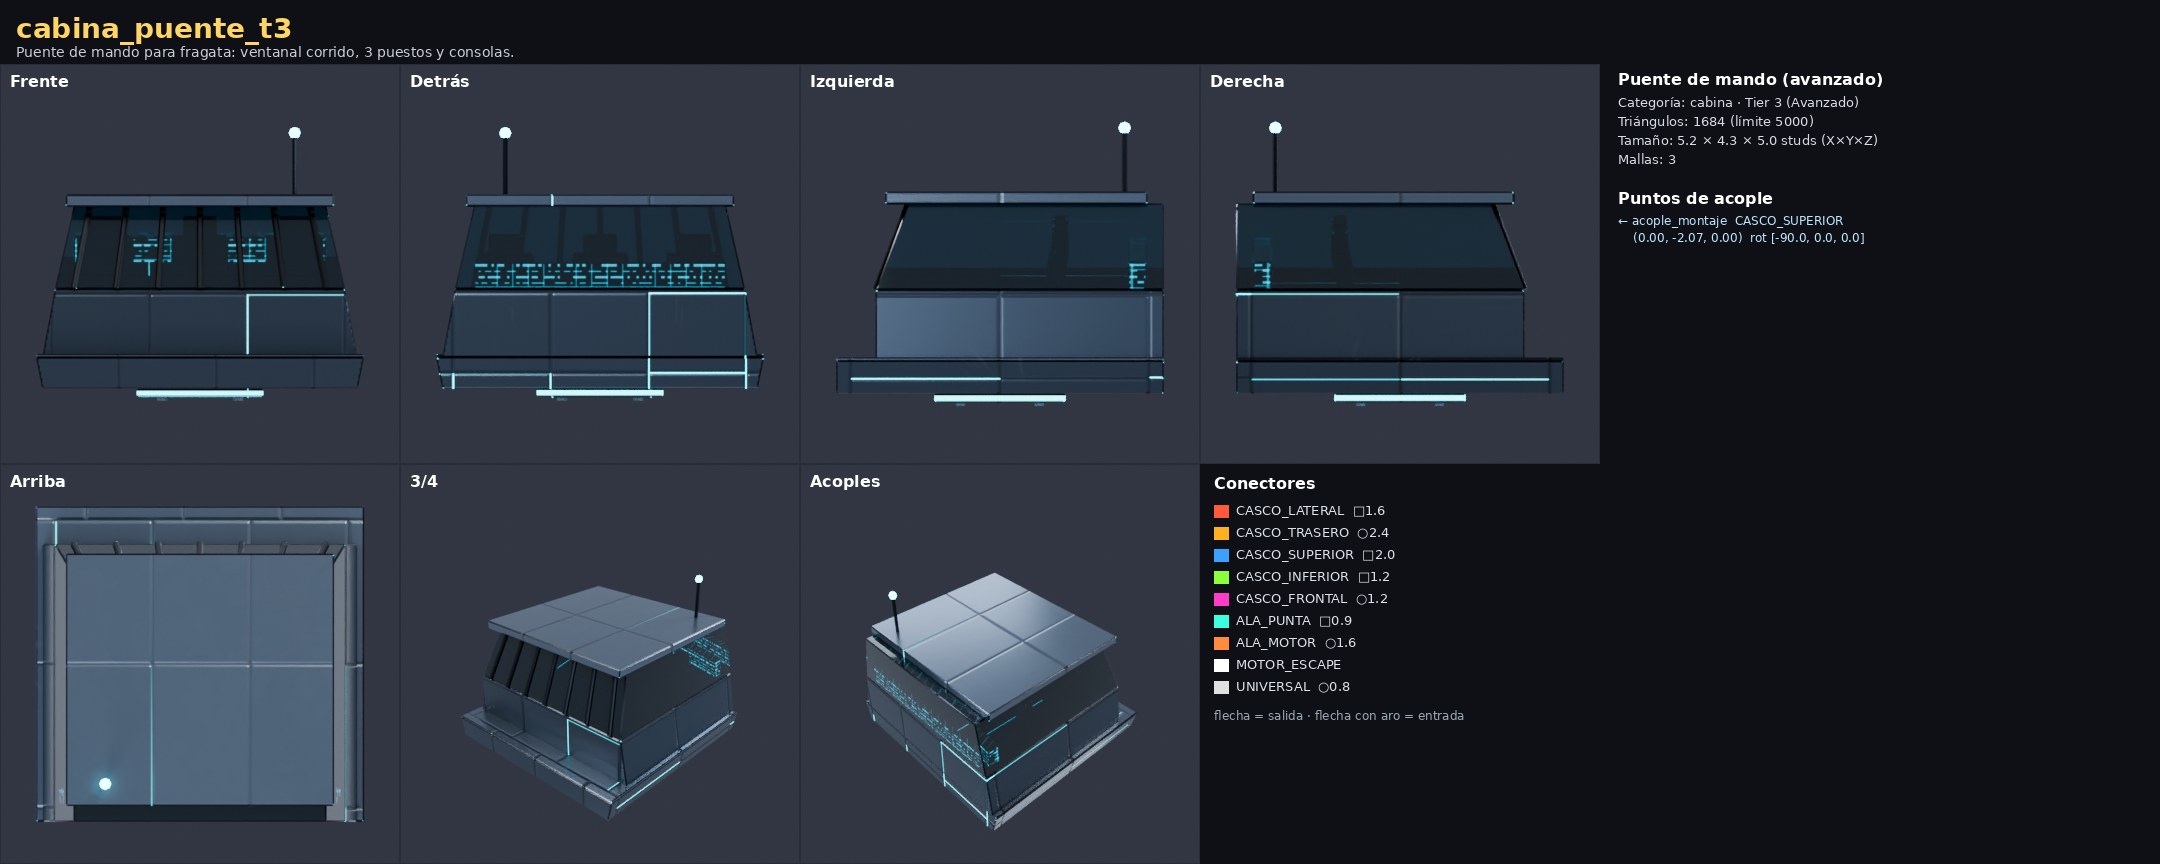 cabina_puente_t3
Puente de mando para fragata: ventanal corrido, 3 puestos y consolas.
Frente
Detrás
Izquierda
Derecha
Puente de mando (avanzado)
Categoría: cabina · Tier 3 (Avanzado)
Triángulos: 1684 (límite 5000)
Tamaño: 5.2 × 4.3 × 5.0 studs (X×Y×Z)
Mallas: 3
Puntos de acople
← acople_montaje  CASCO_SUPERIOR
(0.00, -2.07, 0.00)  rot [-90.0, 0.0, 0.0]
Arriba
3/4
Acoples
Conectores
CASCO_LATERAL  □1.6
CASCO_TRASERO  ○2.4
CASCO_SUPERIOR  □2.0
CASCO_INFERIOR  □1.2
CASCO_FRONTAL  ○1.2
ALA_PUNTA  □0.9
ALA_MOTOR  ○1.6
MOTOR_ESCAPE
UNIVERSAL  ○0.8
flecha = salida · flecha con aro = entrada